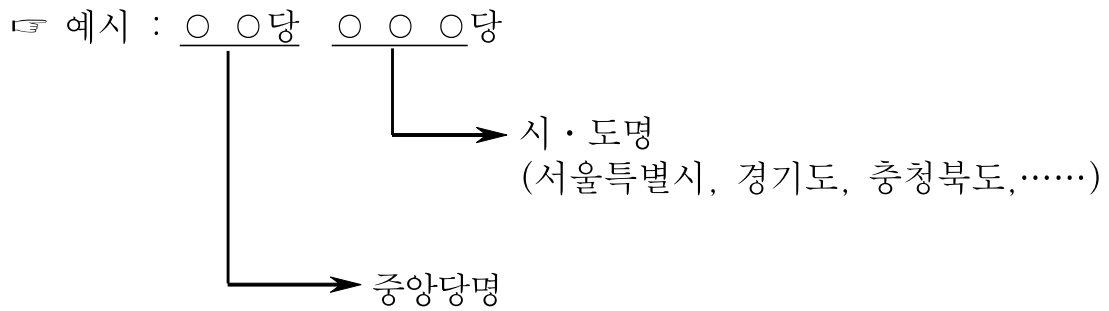 ☞ 예시 : ○ ○당 ○ ○ ○당
시・도명
(서울특별시, 경기도, 충청북도,……)
중앙당명